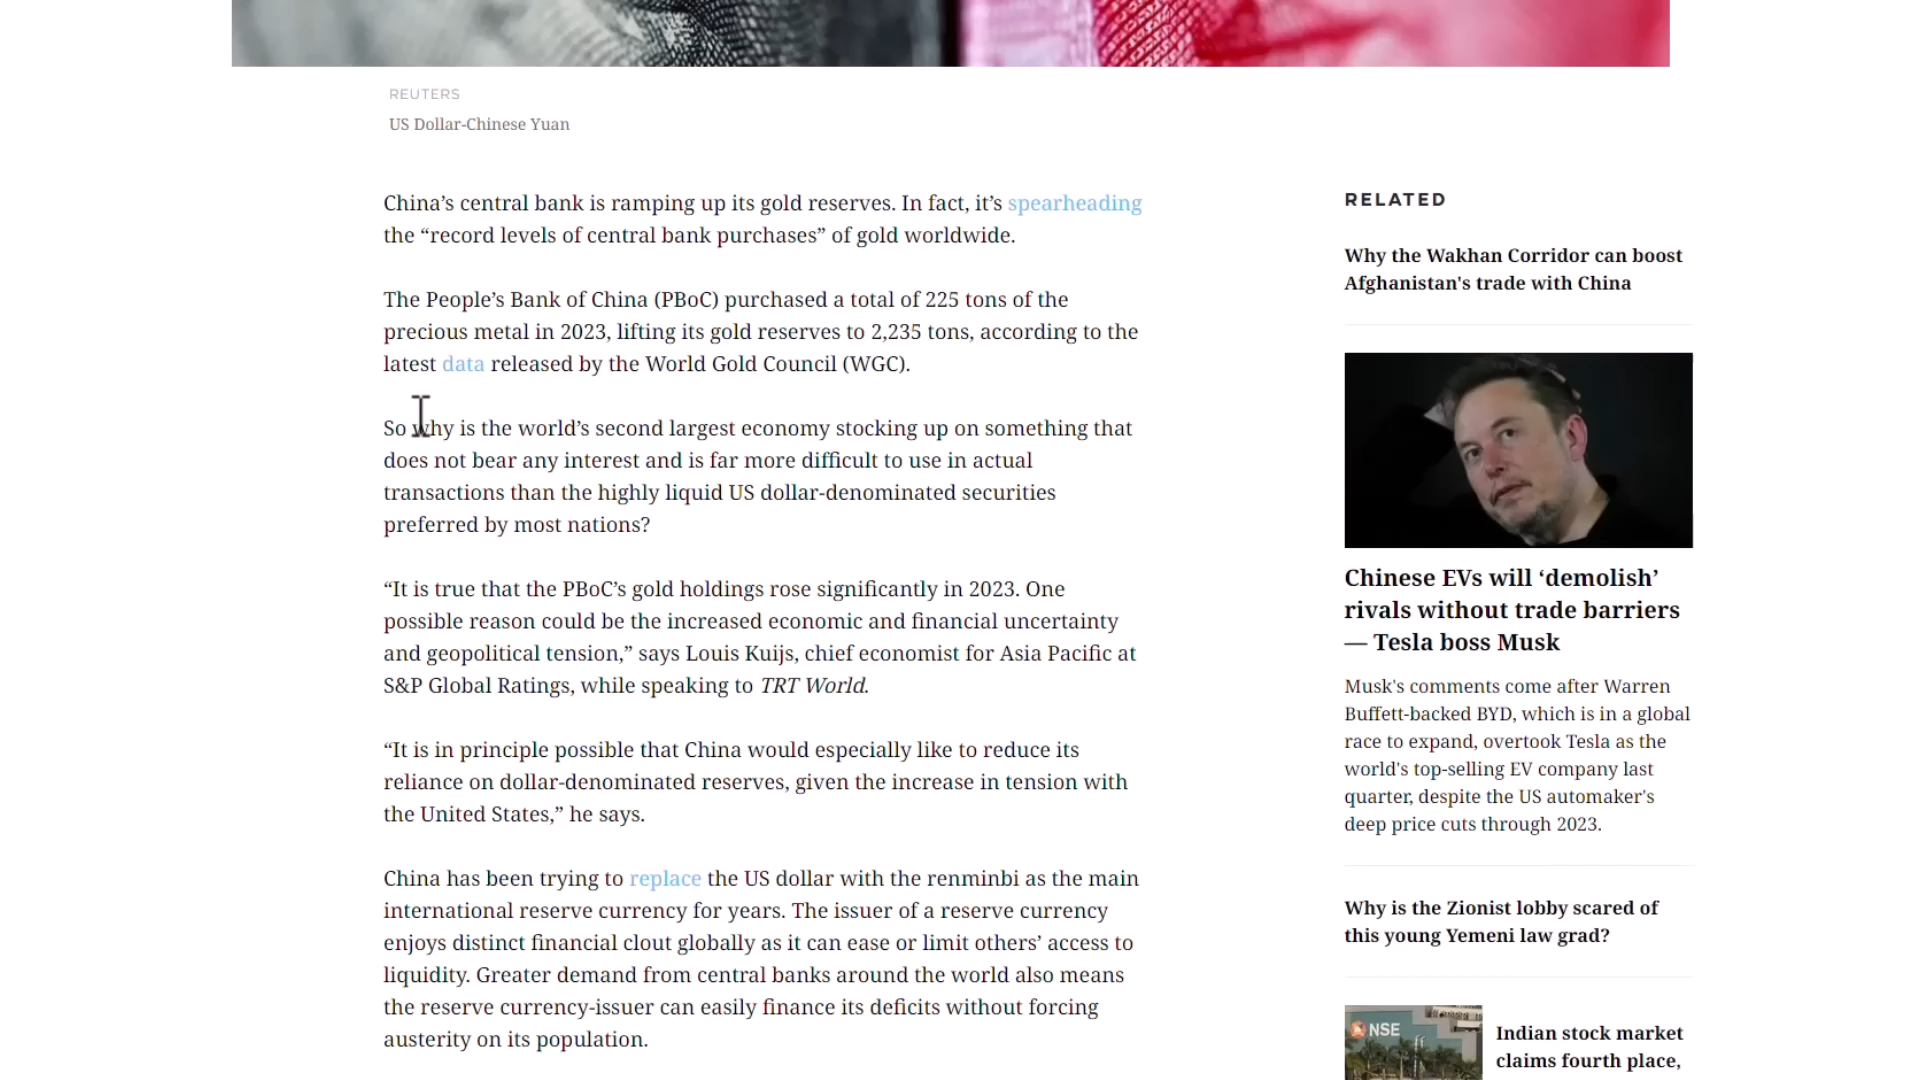 REUTERS
US Dollar-Chinese Yuan
China’s central bank is ramping up its gold reserves. In fact, it’s spearheading
the “record levels of central bank purchases” of gold worldwide.
The People’s Bank of China (PBoC) purchased a total of 225 tons of the
precious metal in 2023, lifting its gold reserves to 2,235 tons, according to the
latest data released by the World Gold Council (WGC).
So why is the world’s second largest economy stocking up on something that
does not bear any interest and is far more difficult to use in actual
transactions than the highly liquid US dollar-denominated securities
preferred by most nations?
“It is true that the PBoC’s gold holdings rose significantly in 2023. One
possible reason could be the increased economic and financial uncertainty
and geopolitical tension,” says Louis Kuijs, chief economist for Asia Pacific at
S&P Global Ratings, while speaking to TRT World.
“It is in principle possible that China would especially like to reduce its
reliance on dollar-denominated reserves, given the increase in tension with
the United States,” he says.
China has been trying to replace the US dollar with the renminbi as the main
international reserve currency for years. The issuer of a reserve currency
enjoys distinct financial clout globally as it can ease or limit others’ access to
liquidity. Greater demand from central banks around the world also means
the reserve currency-issuer can easily finance its deficits without forcing
austerity on its population.
RELATED
Why the Wakhan Corridor can boost
Afghanistan's trade with China
Chinese EVs will ‘demolish’
rivals without trade barriers
— Tesla boss Musk
Musk's comments come after Warren
Buffett-backed BYD, which is in a global
race to expand, overtook Tesla as the
world's top-selling EV company last
quarter, despite the US automaker's
deep price cuts through 2023.
Why is the Zionist lobby scared of
this young Yemeni law grad?
NSE
Indian stock market
claims fourth place,